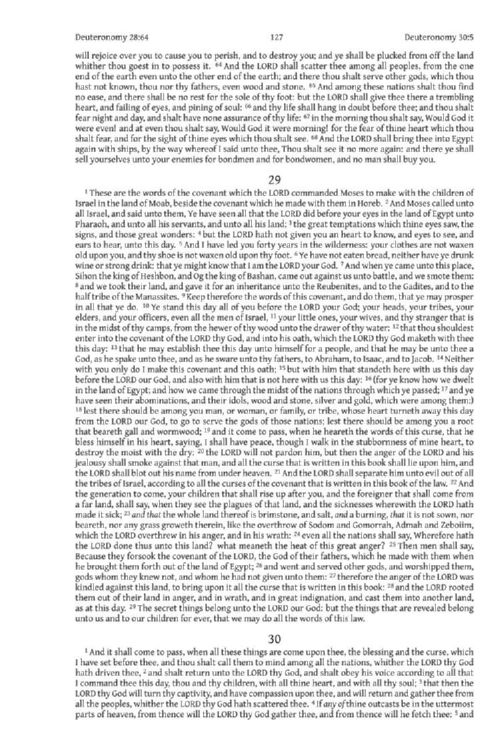 Deuteronomy 28:64 127 Deuteronomy 30:5
will rejoice over you to cause you to perish, and to destroy you; and ye shall be plucked from off the land
whither thou goest in to possess it. 64 And the LORD shall scatter thee among all peoples, from the one
end of the earth even unto the other end of the earth; and there thou shalt serve other gods, which thou
hast not known, thou nor thy fathers, even wood and stone. 65 And among these nations shalt thou find
no ease, and there shall be no rest for the sole of thy foot: but the LORD shall give thee there a trembling
heart, and failing of eyes, and pining of soul: 66 and thy life shall hang in doubt before thee; and thou shalt
fear night and day, and shalt have none assurance of thy life: 67 in the morning thou shalt say, Would God it
were even! and at even thou shalt say, Would God it were morning! for the fear of thine heart which thou
shalt fear, and for the sight of thine eyes which thou shalt see. 68 And the LORD shall bring thee into Egypt
again with ships, by the way whereof I said unto thee, Thou shalt see it no more again: and there ye shall
sell yourselves unto your enemies for bondmen and for bondwomen, and no man shall buy you.
29
1 These are the words of the covenant which the LORD commanded Moses to make with the children of
Israel in the land of Moab, beside the covenant which he made with them in Horeb. 2 And Moses called unto
all Israel, and said unto them, Ye have seen all that the LORD did before your eyes in the land of Egypt unto
Pharaoh, and unto all his servants, and unto all his land; 3 the great temptations which thine eyes saw, the
signs, and those great wonders: 4 but the LORD hath not given you an heart to know, and eyes to see, and
ears to hear, unto this day. 5 And I have led you forty years in the wilderness: your clothes are not waxen
old upon you, and thy shoe is not waxen old upon thy foot. 6 Ye have not eaten bread, neither have ye drunk
wine or strong drink: that ye might know that I am the LORD your God. 7 And when ye came unto this place,
Sihon the king of Heshbon, and Og the king of Bashan, came out against us unto battle, and we smote them:
8 and we took their land, and gave it for an inheritance unto the Reubenites, and to the Gadites, and to the
half tribe of the Manassites. 9 Keep therefore the words of this covenant, and do them, that ye may prosper
in all that ye do. 10 Ye stand this day all of you before the LORD your God; your heads, your tribes, your
elders, and your officers, even all the men of Israel, 11 your little ones, your wives, and thy stranger that is
in the midst of thy camps, from the hewer of thy wood unto the drawer of thy water: 12 that thou shouldest
enter into the covenant of the LORD thy God, and into his oath, which the LORD thy God maketh with thee
this day: 13 that he may establish thee this day unto himself for a people, and that he may be unto thee a
God, as he spake unto thee, and as he sware unto thy fathers, to Abraham, to Isaac, and to Jacob. 14 Neither
with you only do I make this covenant and this oath; 15 but with him that standeth here with us this day
before the LORD our God, and also with him that is not here with us this day: 16 (for ye know how we dwelt
in the land of Egypt; and how we came through the midst of the nations through which ye passed; 17 and ye
have seen their abominations, and their idols, wood and stone, silver and gold, which were among them:)
18 lest there should be among you man, or woman, or family, or tribe, whose heart turneth away this day
from the LORD our God, to go to serve the gods of those nations; lest there should be among you a root
that beareth gall and wormwood; 19 and it come to pass, when he heareth the words of this curse, that he
bless himself in his heart, saying, I shall have peace, though I walk in the stubbornness of mine heart, to
destroy the moist with the dry: 20 the LORD will not pardon him, but then the anger of the LORD and his
jealousy shall smoke against that man, and all the curse that is written in this book shall lie upon him, and
the LORD shall blot out his name from under heaven. 21 And the LORD shall separate him unto evil out of all
the tribes of Israel, according to all the curses of the covenant that is written in this book of the law. 22 And
the generation to come, your children that shall rise up after you, and the foreigner that shall come from
a far land, shall say, when they see the plagues of that land, and the sicknesses wherewith the LORD hath
made it sick; 23 and that the whole land thereof is brimstone, and salt, and a burning, that it is not sown, nor
beareth, nor any grass groweth therein, like the overthrow of Sodom and Gomorrah, Admah and Zeboiim,
which the LORD overthrew in his anger, and in his wrath: 24 even all the nations shall say, Wherefore hath
the LORD done thus unto this land? what meaneth the heat of this great anger? 25 Then men shall say,
Because they forsook the covenant of the LORD, the God of their fathers, which he made with them when
he brought them forth out of the land of Egypt; 26 and went and served other gods, and worshipped them,
gods whom they knew not, and whom he had not given unto them: 27 therefore the anger of the LORD was
kindled against this land, to bring upon it all the curse that is written in this book: 28 and the LORD rooted
them out of their land in anger, and in wrath, and in great indignation, and cast them into another land,
as at this day. 29 The secret things belong unto the LORD our God: but the things that are revealed belong
unto us and to our children for ever, that we may do all the words of this law.
30
1 And it shall come to pass, when all these things are come upon thee, the blessing and the curse, which
I have set before thee, and thou shalt call them to mind among all the nations, whither the LORD thy God
hath driven thee, 2 and shalt return unto the LORD thy God, and shalt obey his voice according to all that
I command thee this day, thou and thy children, with all thine heart, and with all thy soul; 3 that then the
LORD thy God will turn thy captivity, and have compassion upon thee, and will return and gather thee from
all the peoples, whither the LORD thy God hath scattered thee. 4 If any of thine outcasts be in the uttermost
parts of heaven, from thence will the LORD thy God gather thee, and from thence will he fetch thee: 5 and